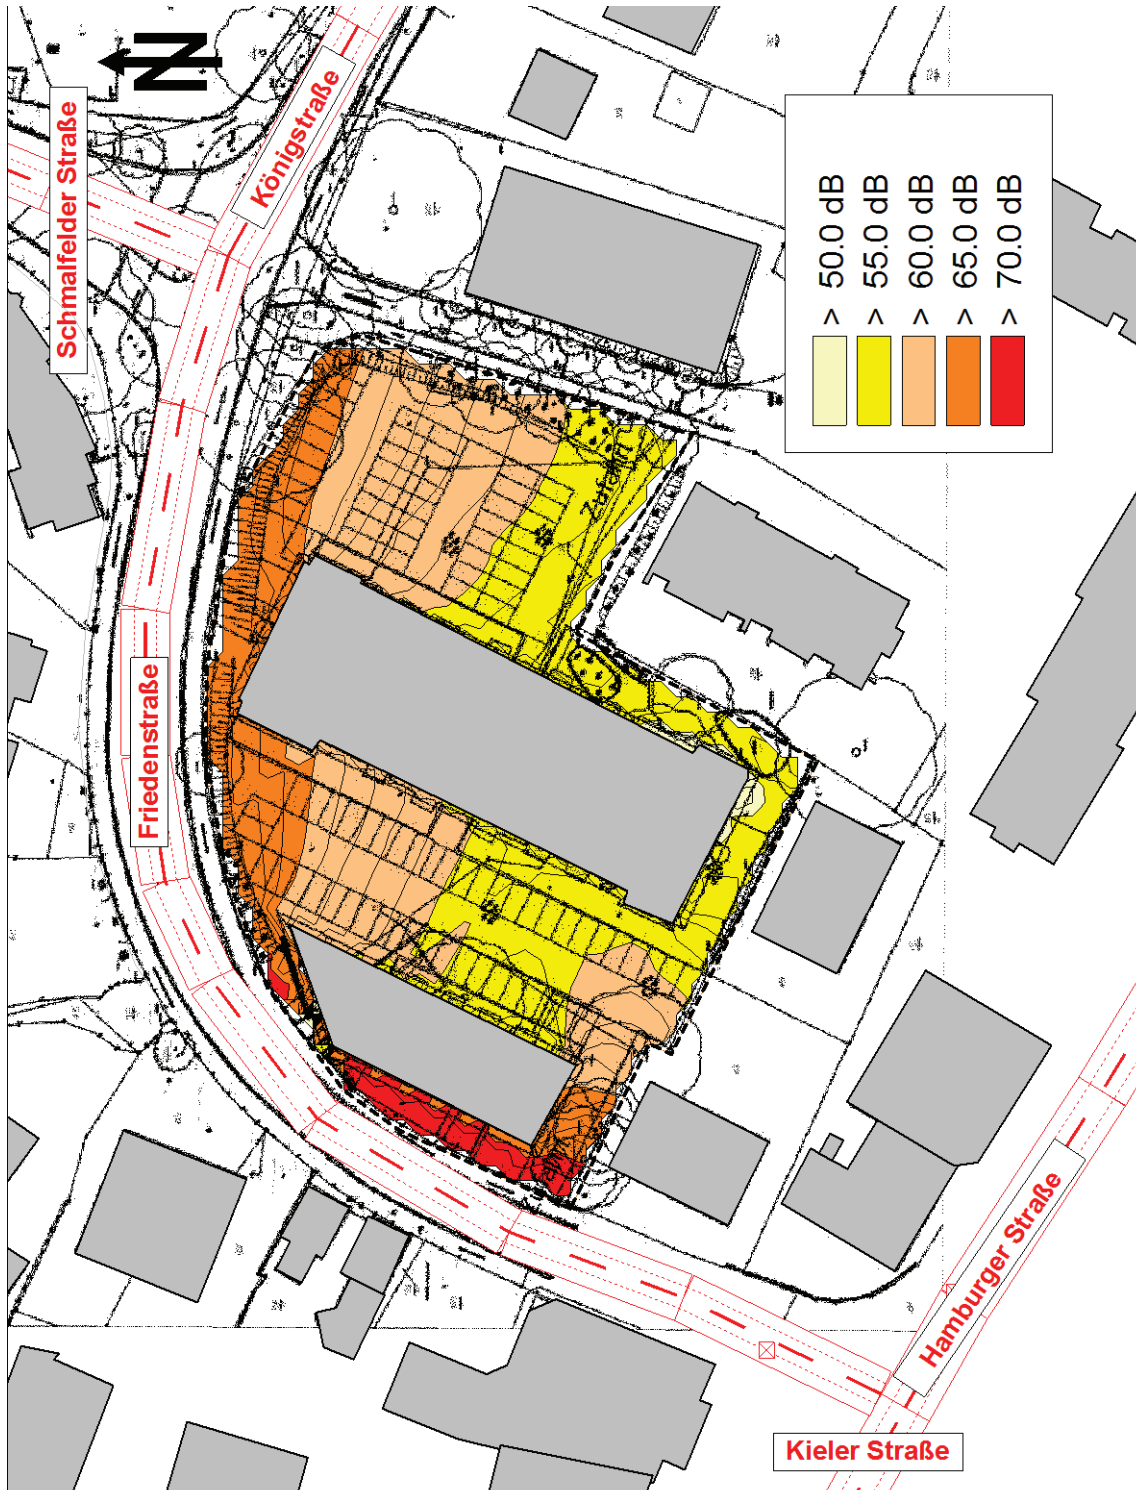 N
Schmalfelder Straße
Königstraße
Friedenstraße
> 50.0 dB
> 55.0 dB
> 60.0 dB
> 65.0 dB
> 70.0 dB
Zufahrt
Hamburger Straße
Kieler Straße